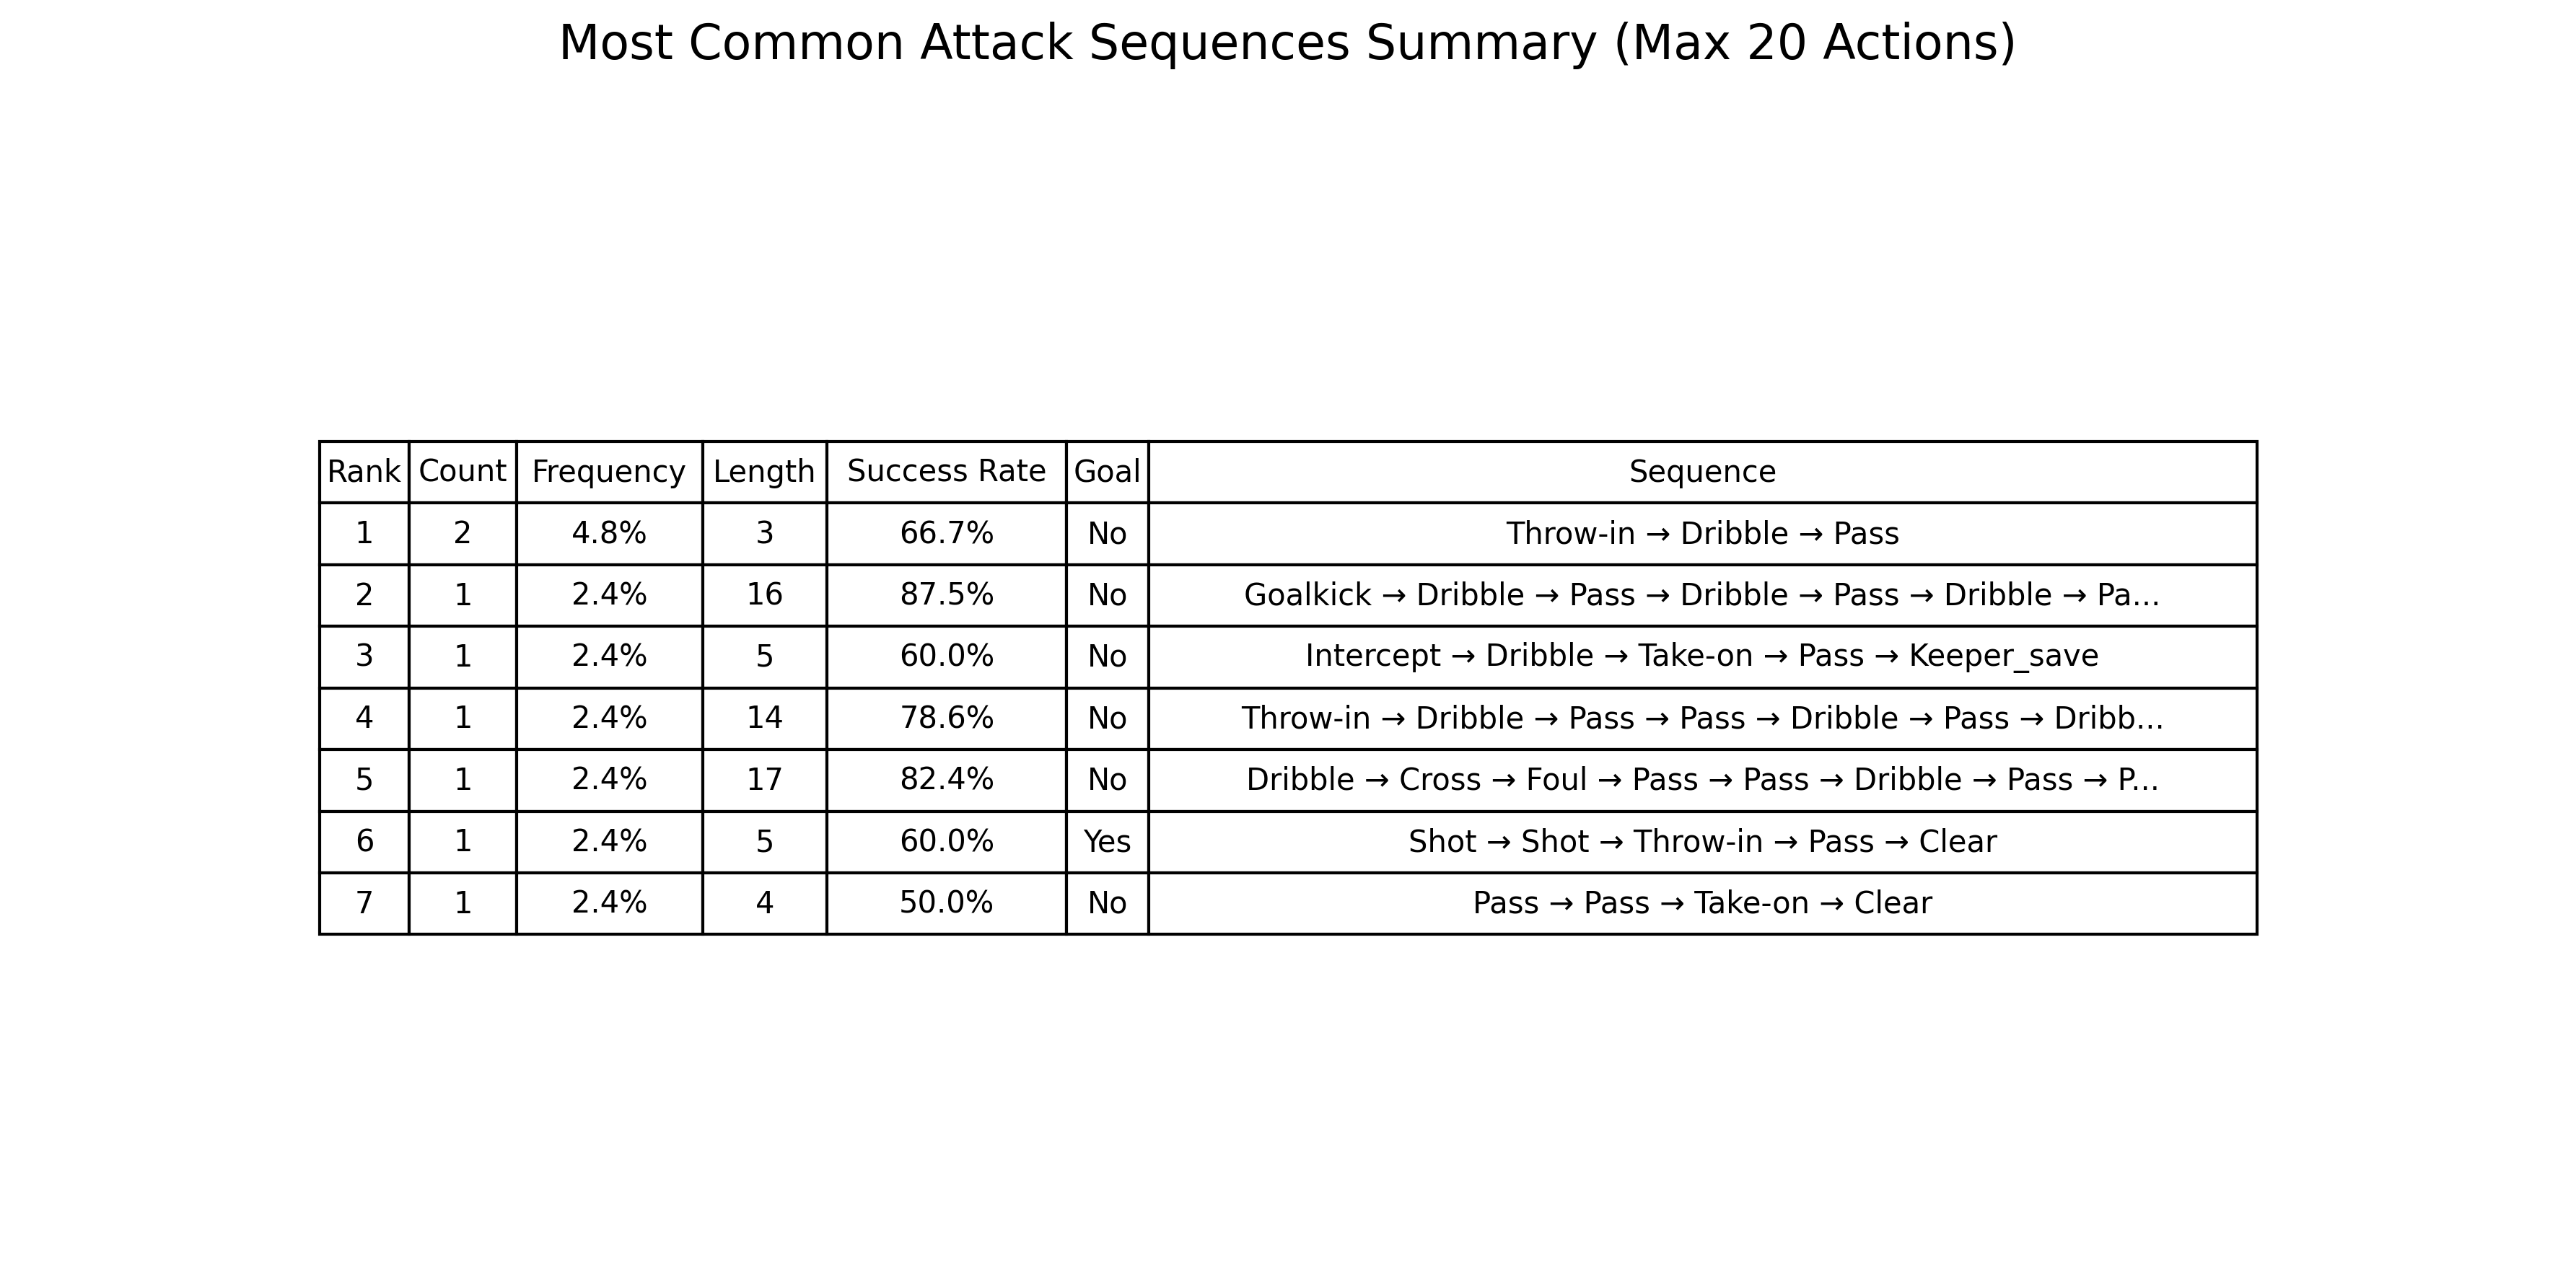 Most Common Attack Sequences Summary (Max 20 Actions)
Rank Count Frequency Length Success Rate Goal Sequence
1 2 4.8% 3 66.7% No Throw-in → Dribble → Pass
2 1 2.4% 16 87.5% No Goalkick → Dribble → Pass → Dribble → Pass → Dribble → Pa...
3 1 2.4% 5 60.0% No Intercept → Dribble → Take-on → Pass → Keeper_save
4 1 2.4% 14 78.6% No Throw-in → Dribble → Pass → Pass → Dribble → Pass → Dribb...
5 1 2.4% 17 82.4% No Dribble → Cross → Foul → Pass → Pass → Dribble → Pass → P...
6 1 2.4% 5 60.0% Yes Shot → Shot → Throw-in → Pass → Clear
7 1 2.4% 4 50.0% No Pass → Pass → Take-on → Clear